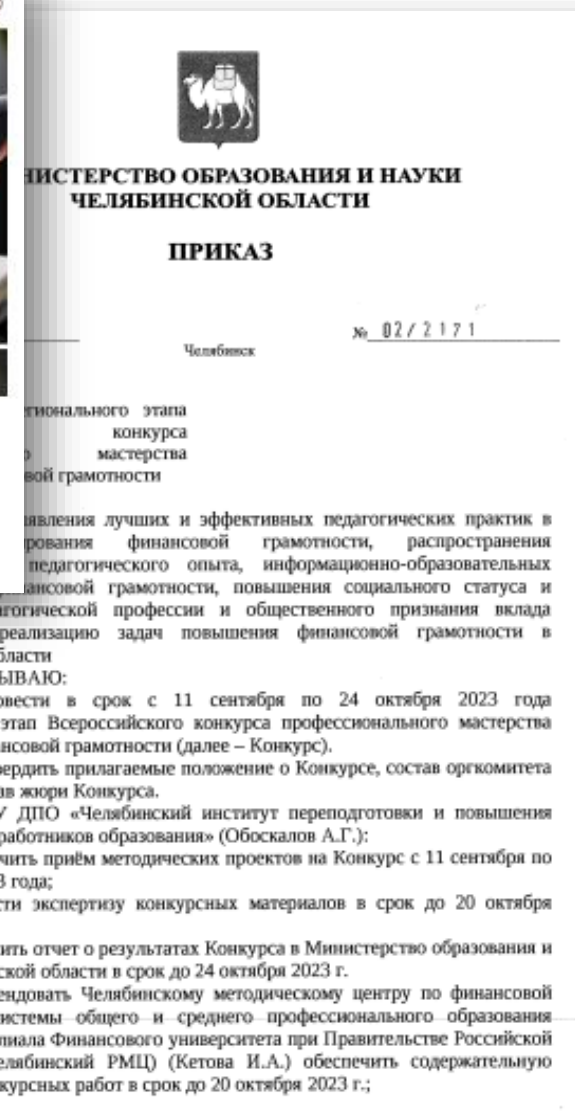 НИСТЕРСТВО ОБРАЗОВАНИЯ И НАУКИ
ЧЕЛЯБИНСКОЙ ОБЛАСТИ
ПРИКАЗ
№ 02/2171
Челябинск
егионального этапа
конкурса
о мастерства
вой грамотности
ыявления лучших и эффективных педагогических практик в
рования финансовой грамотности, распространения
педагогического опыта, информационно-образовательных
нансовой грамотности, повышения социального статуса и
агогической профессии и общественного признания вклада
реализацию задач повышения финансовой грамотности в
бласти
ЫВАЮ:
овести в срок с 11 сентября по 24 октября 2023 года
этап Всероссийского конкурса профессионального мастерства
нсовой грамотности (далее – Конкурс).
ердить прилагаемые положение о Конкурсе, состав оргкомитета
ав жюри Конкурса.
У ДПО «Челябинский институт переподготовки и повышения
работников образования» (Обоскалов А.Г.):
чить приём методических проектов на Конкурс с 11 сентября по
3 года;
сти экспертизу конкурсных материалов в срок до 20 октября
ить отчет о результатах Конкурса в Министерство образования и
ской области в срок до 24 октября 2023 г.
ендовать Челябинскому методическому центру по финансовой
истемы общего и среднего профессионального образования
лиала Финансового университета при Правительстве Российской
елябинский РМЦ) (Кетова И.А.) обеспечить содержательную
курсных работ в срок до 20 октября 2023 г.;